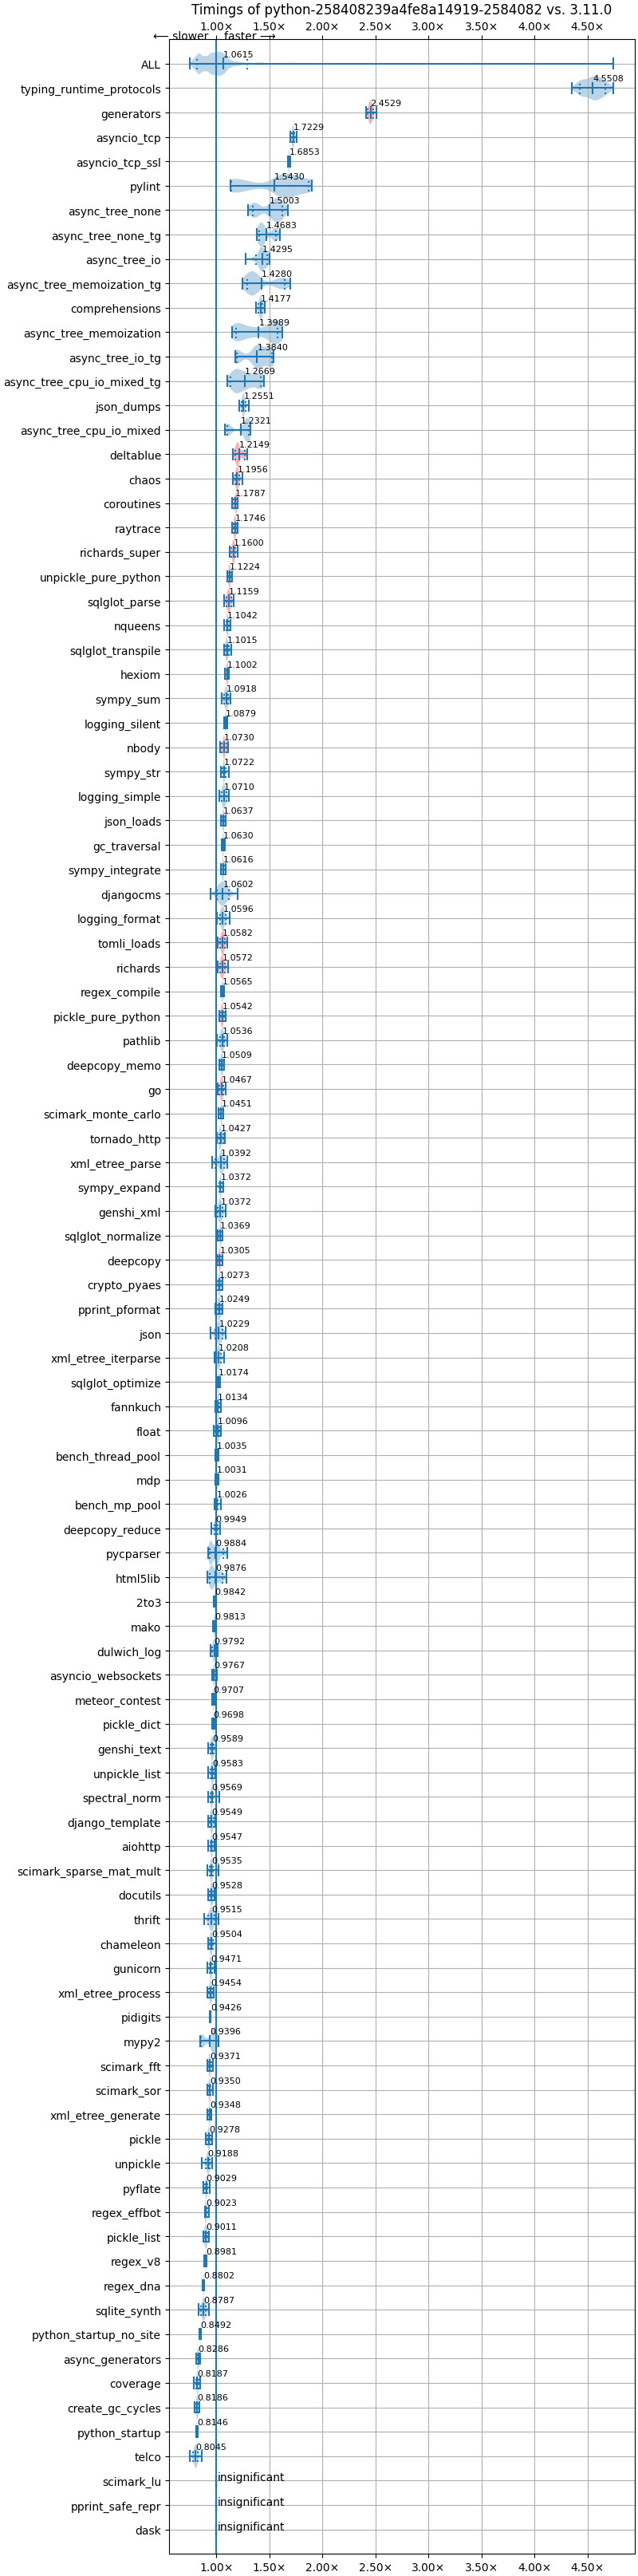 Timings of python-258408239a4fe8a14919-2584082 vs. 3.11.0
1.00× 1.50× 2.00× 2.50× 3.00× 3.50× 4.00× 4.50×
⟵ slower faster ⟶
ALL 1.0615
typing_runtime_protocols 4.5508
generators 2.4529
asyncio_tcp 1.7229
asyncio_tcp_ssl 1.6853
pylint 1.5430
async_tree_none 1.5003
async_tree_none_tg 1.4683
async_tree_io 1.4295
async_tree_memoization_tg 1.4280
comprehensions 1.4177
async_tree_memoization 1.3989
async_tree_io_tg 1.3840
async_tree_cpu_io_mixed_tg 1.2669
json_dumps 1.2551
async_tree_cpu_io_mixed 1.2321
deltablue 1.2149
chaos 1.1956
coroutines 1.1787
raytrace 1.1746
richards_super 1.1600
unpickle_pure_python 1.1224
sqlglot_parse 1.1159
nqueens 1.1042
sqlglot_transpile 1.1015
hexiom 1.1002
sympy_sum 1.0918
logging_silent 1.0879
nbody 1.0730
sympy_str 1.0722
logging_simple 1.0710
json_loads 1.0637
gc_traversal 1.0630
sympy_integrate 1.0616
djangocms 1.0602
logging_format 1.0596
tomli_loads 1.0582
richards 1.0572
regex_compile 1.0565
pickle_pure_python 1.0542
pathlib 1.0536
deepcopy_memo 1.0509
go 1.0467
scimark_monte_carlo 1.0451
tornado_http 1.0427
xml_etree_parse 1.0392
sympy_expand 1.0372
genshi_xml 1.0372
sqlglot_normalize 1.0369
deepcopy 1.0305
crypto_pyaes 1.0273
pprint_pformat 1.0249
json 1.0229
xml_etree_iterparse 1.0208
sqlglot_optimize 1.0174
fannkuch 1.0134
float 1.0096
bench_thread_pool 1.0035
mdp 1.0031
bench_mp_pool 1.0026
deepcopy_reduce 0.9949
pycparser 0.9884
html5lib 0.9876
2to3 0.9842
mako 0.9813
dulwich_log 0.9792
asyncio_websockets 0.9767
meteor_contest 0.9707
pickle_dict 0.9698
genshi_text 0.9589
unpickle_list 0.9583
spectral_norm 0.9569
django_template 0.9549
aiohttp 0.9547
scimark_sparse_mat_mult 0.9535
docutils 0.9528
thrift 0.9515
chameleon 0.9504
gunicorn 0.9471
xml_etree_process 0.9454
pidigits 0.9426
mypy2 0.9396
scimark_fft 0.9371
scimark_sor 0.9350
xml_etree_generate 0.9348
pickle 0.9278
unpickle 0.9188
pyflate 0.9029
regex_effbot 0.9023
pickle_list 0.9011
regex_v8 0.8981
regex_dna 0.8802
sqlite_synth 0.8787
python_startup_no_site 0.8492
async_generators 0.8286
coverage 0.8187
create_gc_cycles 0.8186
python_startup 0.8146
telco 0.8045
scimark_lu insignificant
pprint_safe_repr insignificant
dask insignificant
1.00× 1.50× 2.00× 2.50× 3.00× 3.50× 4.00× 4.50×